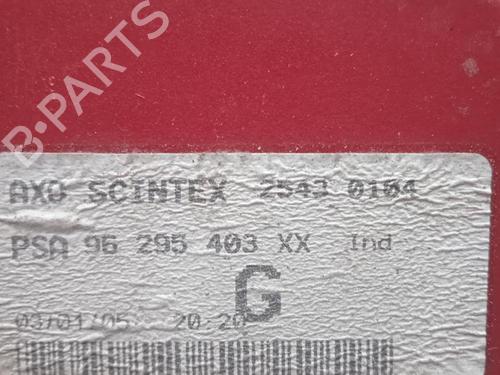 B-PARTS
AXO SCINTEX 2543 0104
PSA 96 295 403 XX Ind
G
03/01/05 20:20